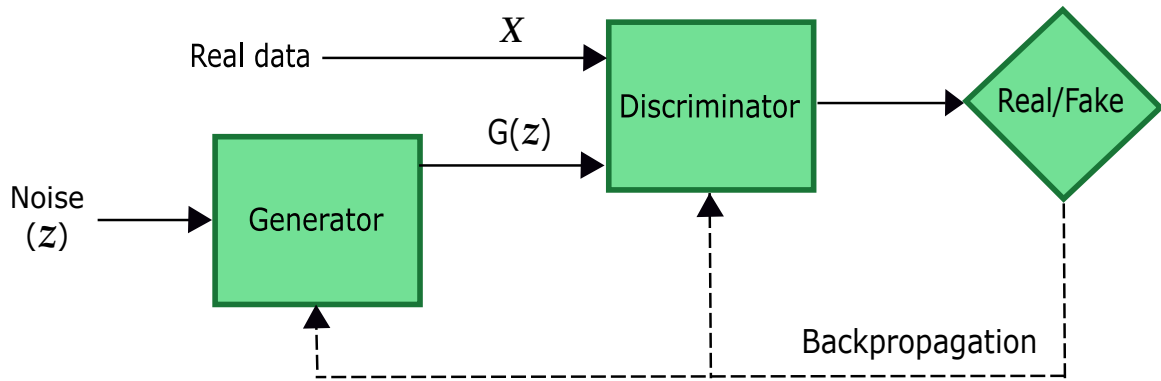 X
Real data
Discriminator
Real/Fake
G(z)
Noise
(z)
Generator
Backpropagation